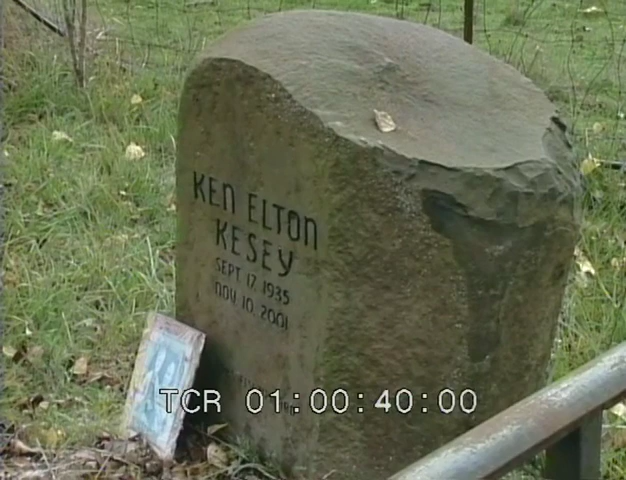 KEN ELTON
KESEY
SEPT. 17, 1935
NOV. 10, 2001
TCR 01:00:40:00